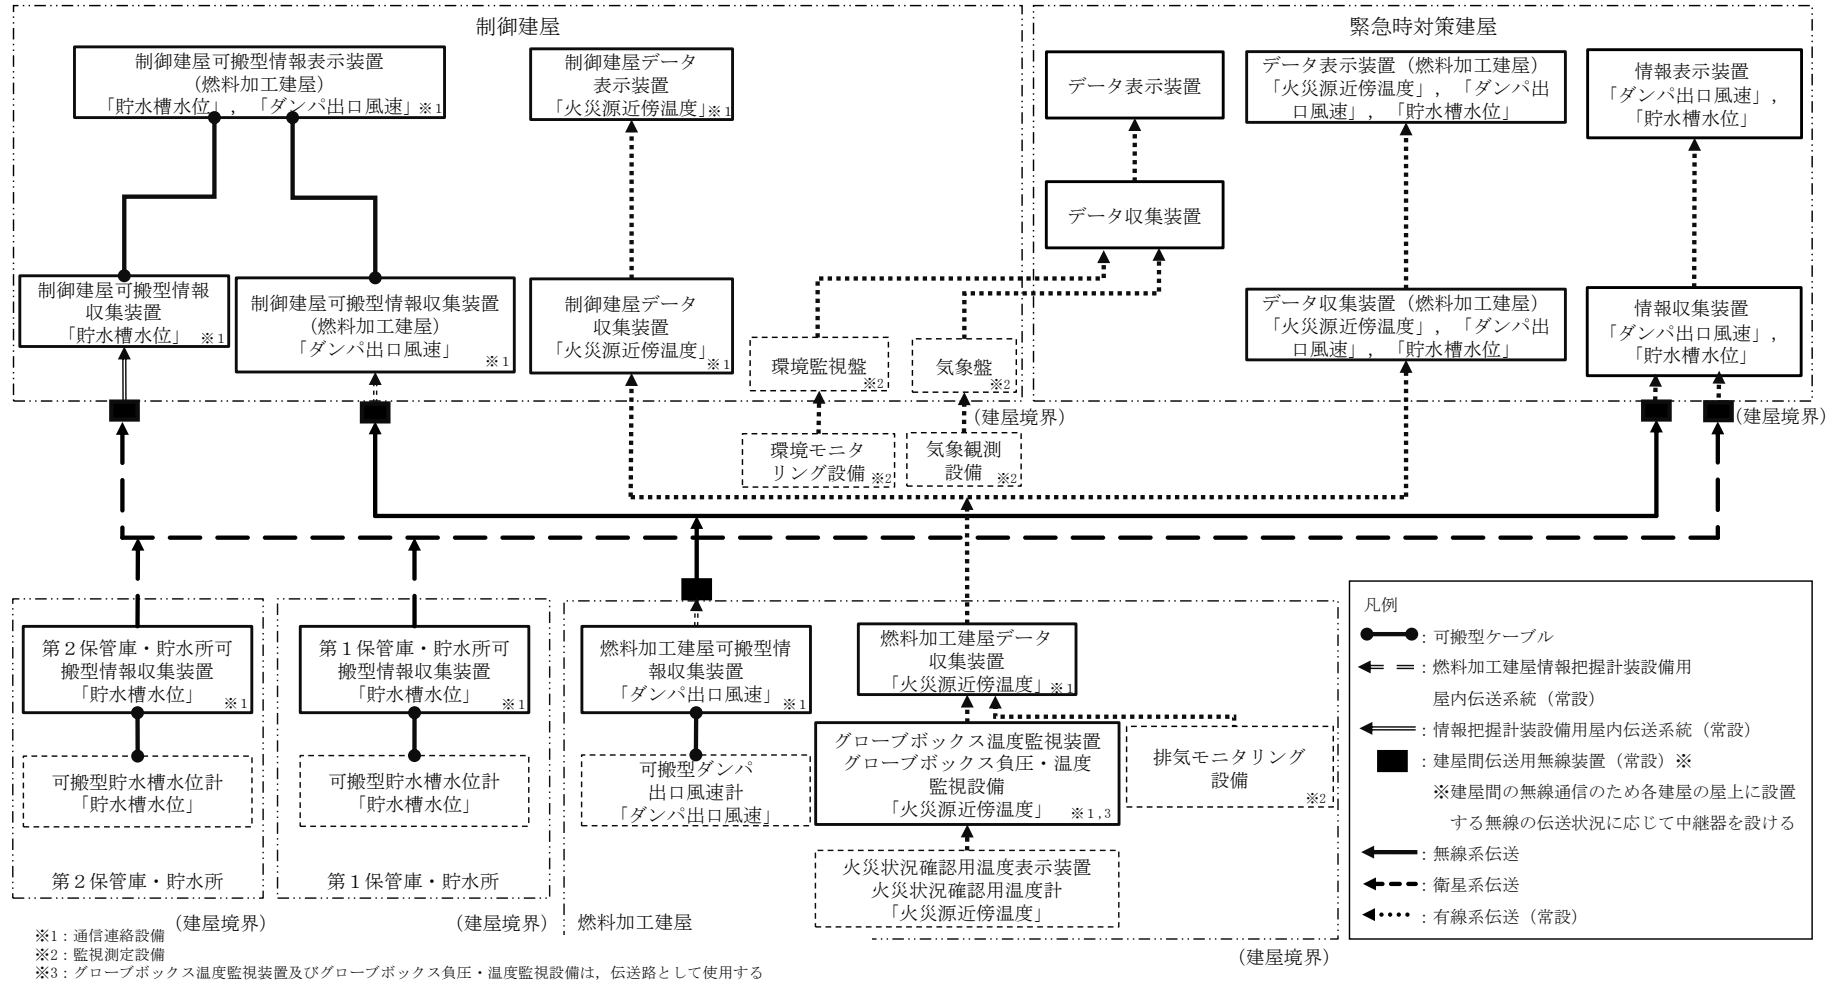 制御建屋
制御建屋可搬型情報表示装置
(燃料加工建屋)
「貯水槽水位」,「ダンパ出口風速」※1
制御建屋データ
表示装置
「火災源近傍温度」※1
制御建屋可搬型情報
収集装置
「貯水槽水位」 ※1
制御建屋可搬型情報収集装置
(燃料加工建屋)
「ダンパ出口風速」
※1
制御建屋データ
収集装置
「火災源近傍温度」※1
環境監視盤
※2
気象盤
※2
(建屋境界)
環境モニタ
リング設備 ※2
気象観測
設備 ※2
緊急時対策建屋
データ表示装置
データ表示装置(燃料加工建屋)
「火災源近傍温度」,「ダンパ出
口風速」,「貯水槽水位」
情報表示装置
「ダンパ出口風速」,
「貯水槽水位」
データ収集装置
データ収集装置(燃料加工建屋)
「火災源近傍温度」,「ダンパ出
口風速」,「貯水槽水位」
情報収集装置
「ダンパ出口風速」,
「貯水槽水位」
(建屋境界)
第2保管庫・貯水所可
搬型情報収集装置
「貯水槽水位」
※1
可搬型貯水槽水位計
「貯水槽水位」
第2保管庫・貯水所
(建屋境界)
第1保管庫・貯水所可
搬型情報収集装置
「貯水槽水位」
※1
可搬型貯水槽水位計
「貯水槽水位」
第1保管庫・貯水所
(建屋境界)
燃料加工建屋可搬型情
報収集装置
「ダンパ出口風速」
※1
可搬型ダンパ
出口風速計
「ダンパ出口風速」
燃料加工建屋データ
収集装置
「火災源近傍温度」※1
グローブボックス温度監視装置
グローブボックス負圧・温度
監視設備
「火災源近傍温度」 ※1,3
排気モニタリング
設備
※2
火災状況確認用温度表示装置
火災状況確認用温度計
「火災源近傍温度」
燃料加工建屋
(建屋境界)
凡例
:可搬型ケーブル
:燃料加工建屋情報把握計装設備用
屋内伝送系統(常設)
:情報把握計装設備用屋内伝送系統(常設)
:建屋間伝送用無線装置(常設)※
※建屋間の無線通信のため各建屋の屋上に設置
する無線の伝送状況に応じて中継器を設ける
:無線系伝送
:衛星系伝送
:有線系伝送(常設)
※1:通信連絡設備
※2:監視測定設備
※3:グローブボックス温度監視装置及びグローブボックス負圧・温度監視設備は,伝送路として使用する